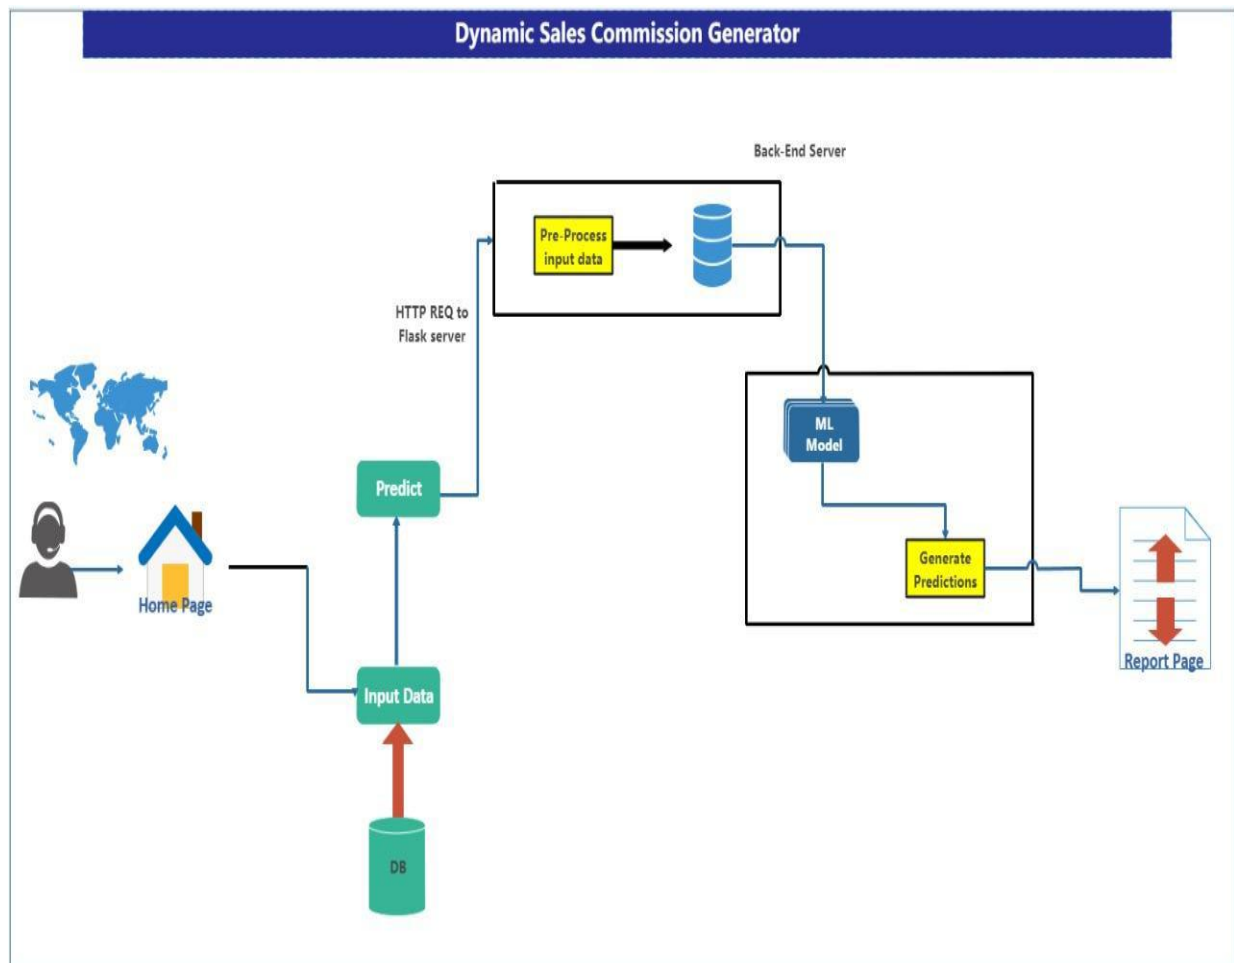 Dynamic Sales Commission Generator
Back-End Server
Pre-Process
input data
HTTP REQ to
Flask server
ML
Model
Predict
Generate
Predictions
Home Page
Report Page
Input Data
DB